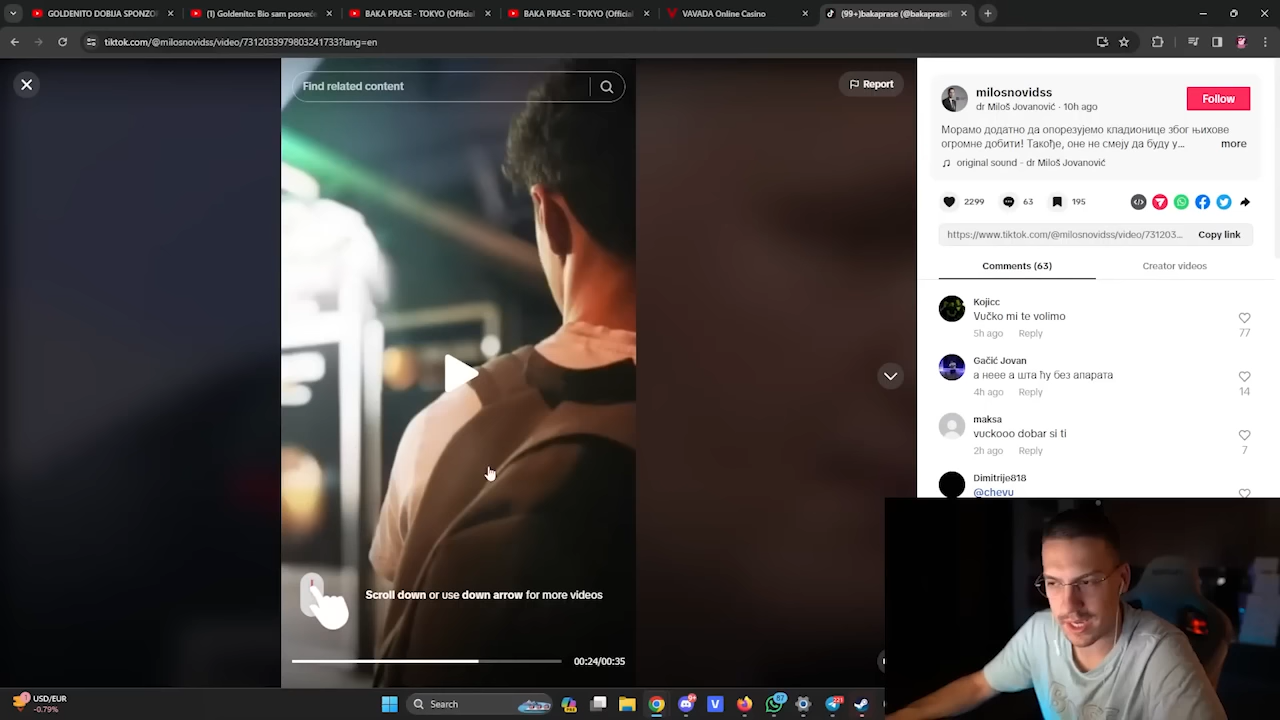 GOLDENITO DOBIJA SPONZO
(1) Goldenito: Bio sam posveće
BAKA PRASE - TOKYO (Official
BAKA PRASE - TOKYO (Official
VAVADA Online Casino
(99+)bakaprase (@bakaprasel
tiktok.com/@milosnovidss/video/7312033979803241733?lang=en
Find related content
Report
milosnovidss
dr Miloš Jovanović · 10h ago
Follow
Морамо додатно да опорезујемо кладионице због њихове
огромне добити! Такође, оне не смеју да буду у...
more
original sound - dr Miloš Jovanović
2299
63
195
https://www.tiktok.com/@milosnovidss/video/731203...
Copy link
Comments (63)
Creator videos
Kojicc
Vučko mi te volimo
5h ago Reply
77
Gačić Jovan
а неее а шта ћу без апарата
4h ago Reply
14
maksa
vuckooo dobar si ti
2h ago Reply
7
Dimitrije818
@chevu
Scroll down or use down arrow for more videos
00:24/00:35
USD/EUR
-0.79%
Search